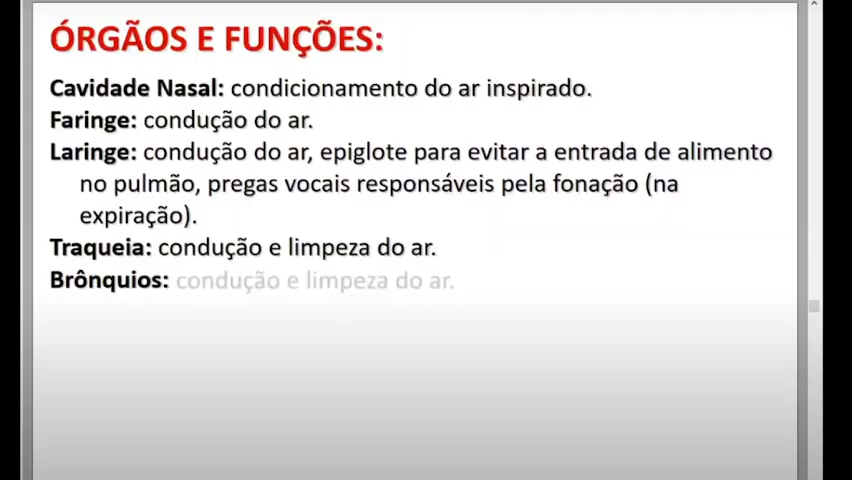 ÓRGÃOS E FUNÇÕES:
Cavidade Nasal: condicionamento do ar inspirado.
Faringe: condução do ar.
Laringe: condução do ar, epiglote para evitar a entrada de alimento
no pulmão, pregas vocais responsáveis pela fonação (na
expiração).
Traqueia: condução e limpeza do ar.
Brônquios: condução e limpeza do ar.